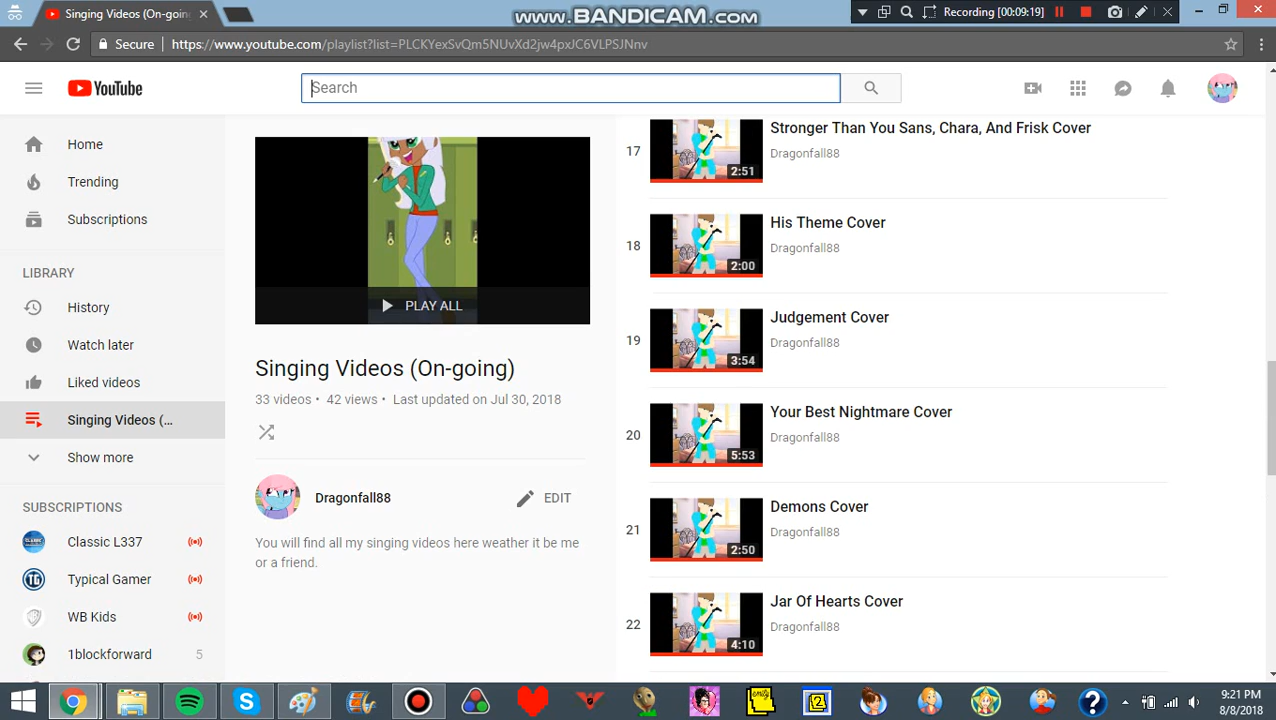 Singing Videos (On-going
www.BANDICAM.com
Recording [00:09:19]
Secure
https://www.youtube.com/playlist?list=PLCKYexSvQm5NUvXd2jw4pxJC6VLPSJNnv
YouTube
Search
Home
Trending
Subscriptions
LIBRARY
History
Watch later
Liked videos
Singing Videos (...
Show more
SUBSCRIPTIONS
Classic L337
Typical Gamer
WB Kids
1blockforward 5
PLAY ALL
Singing Videos (On-going)
33 videos • 42 views • Last updated on Jul 30, 2018
Dragonfall88
EDIT
You will find all my singing videos here weather it be me
or a friend.
17
2:51
Stronger Than You Sans, Chara, And Frisk Cover
Dragonfall88
18
2:00
His Theme Cover
Dragonfall88
19
3:54
Judgement Cover
Dragonfall88
20
5:53
Your Best Nightmare Cover
Dragonfall88
21
2:50
Demons Cover
Dragonfall88
22
4:10
Jar Of Hearts Cover
Dragonfall88
9:21 PM
8/8/2018